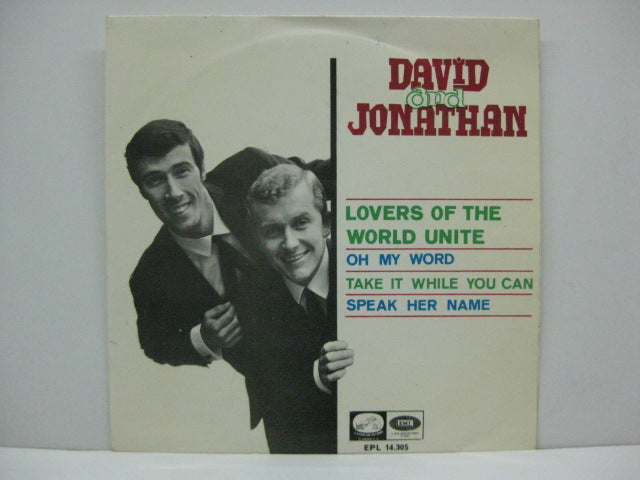 DAVID
and
JONATHAN
LOVERS OF THE
WORLD UNITE
OH MY WORD
TAKE IT WHILE YOU CAN
SPEAK HER NAME
EMI
EPL 14.305